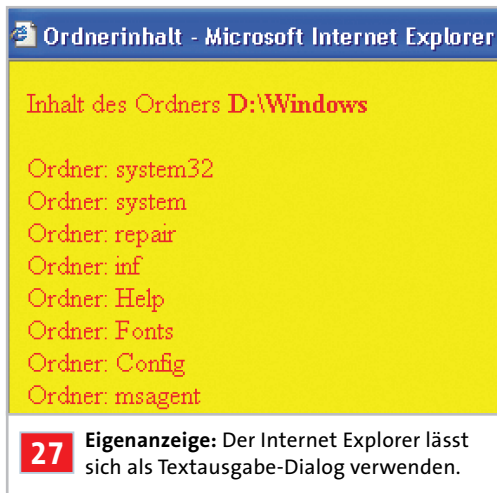 Ordnerinhalt - Microsoft Internet Explorer
Inhalt des Ordners D:\Windows
Ordner: system32
Ordner: system
Ordner: repair
Ordner: inf
Ordner: Help
Ordner: Fonts
Ordner: Config
Ordner: msagent
27 Eigenanzeige: Der Internet Explorer lässt
sich als Textausgabe-Dialog verwenden.